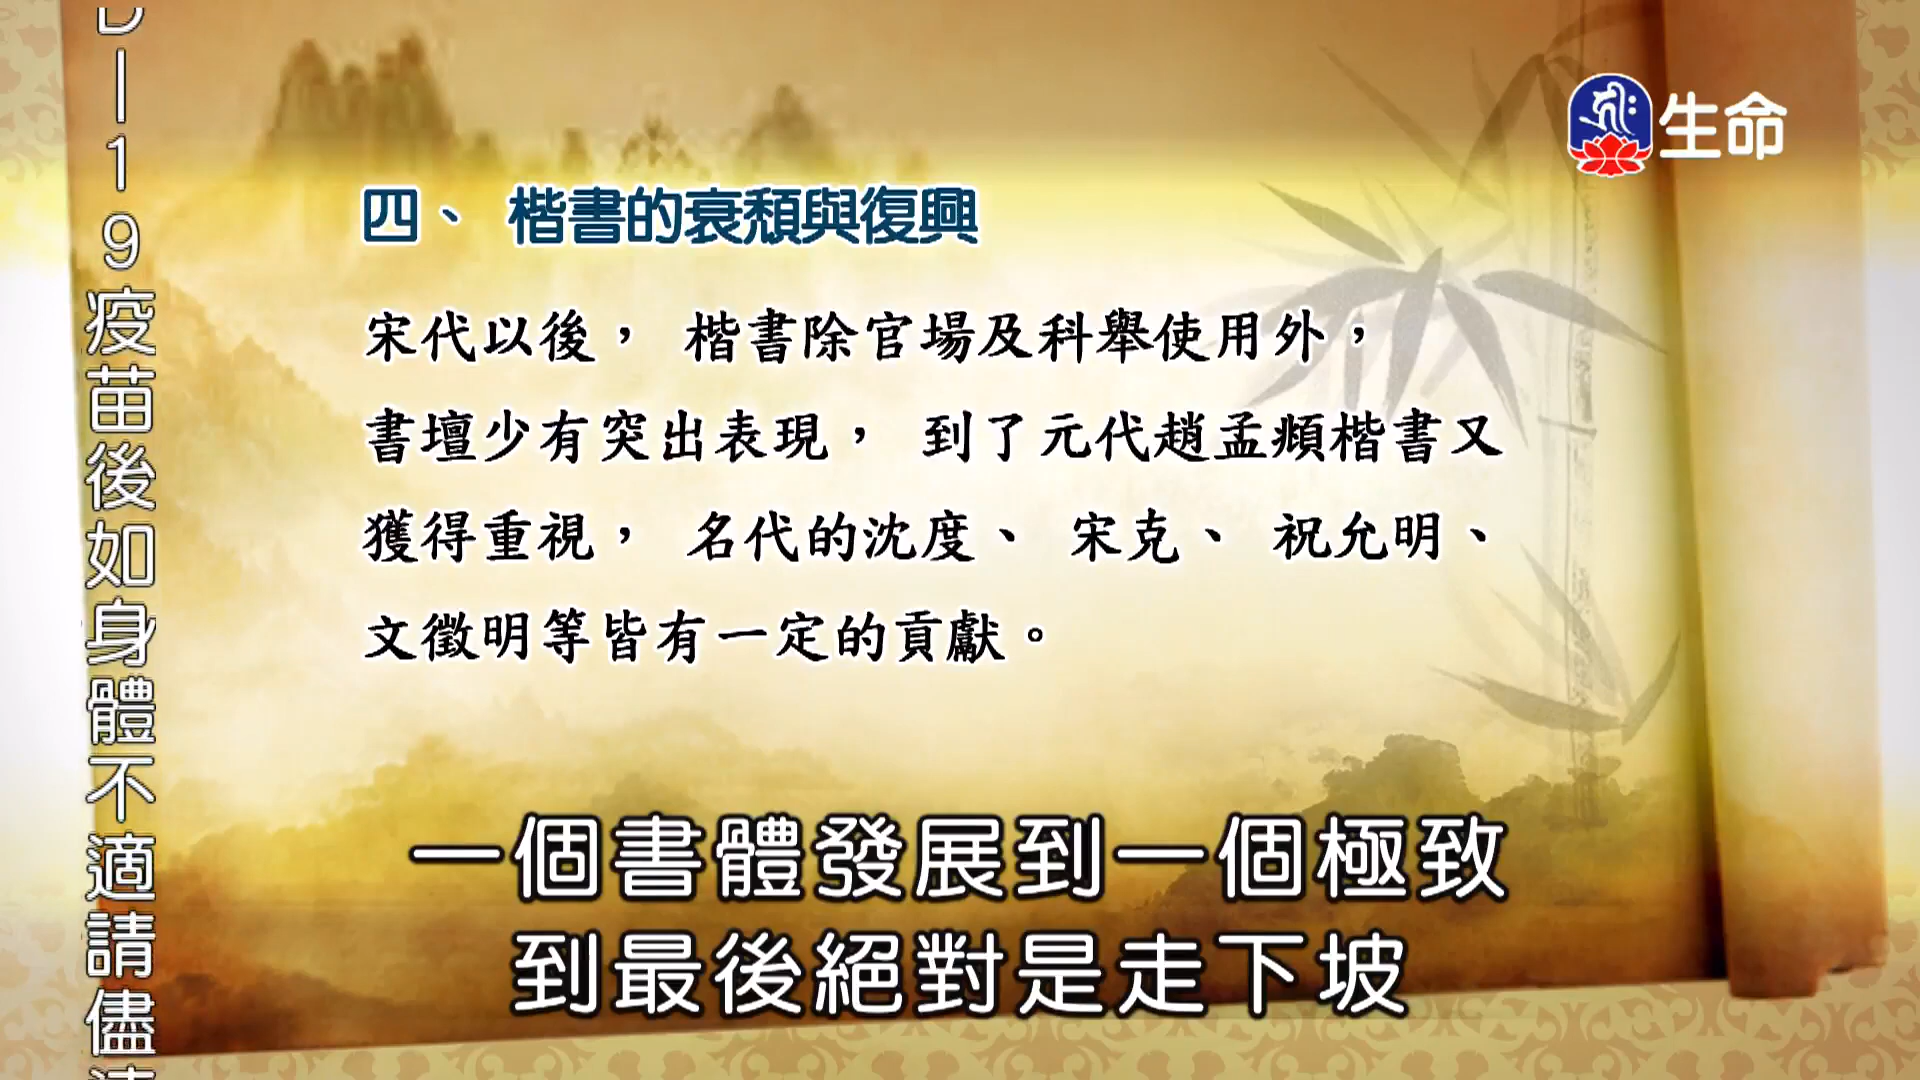 生命
四、 楷書的衰頹與復興
宋代以後， 楷書除官場及科舉使用外，
書壇少有突出表現， 到了元代趙孟頫楷書又
獲得重視， 名代的沈度、 宋克、 祝允明、
文徵明等皆有一定的貢獻。
一個書體發展到一個極致
到最後絕對是走下坡
D－19疫苗後如身體不適請儘速